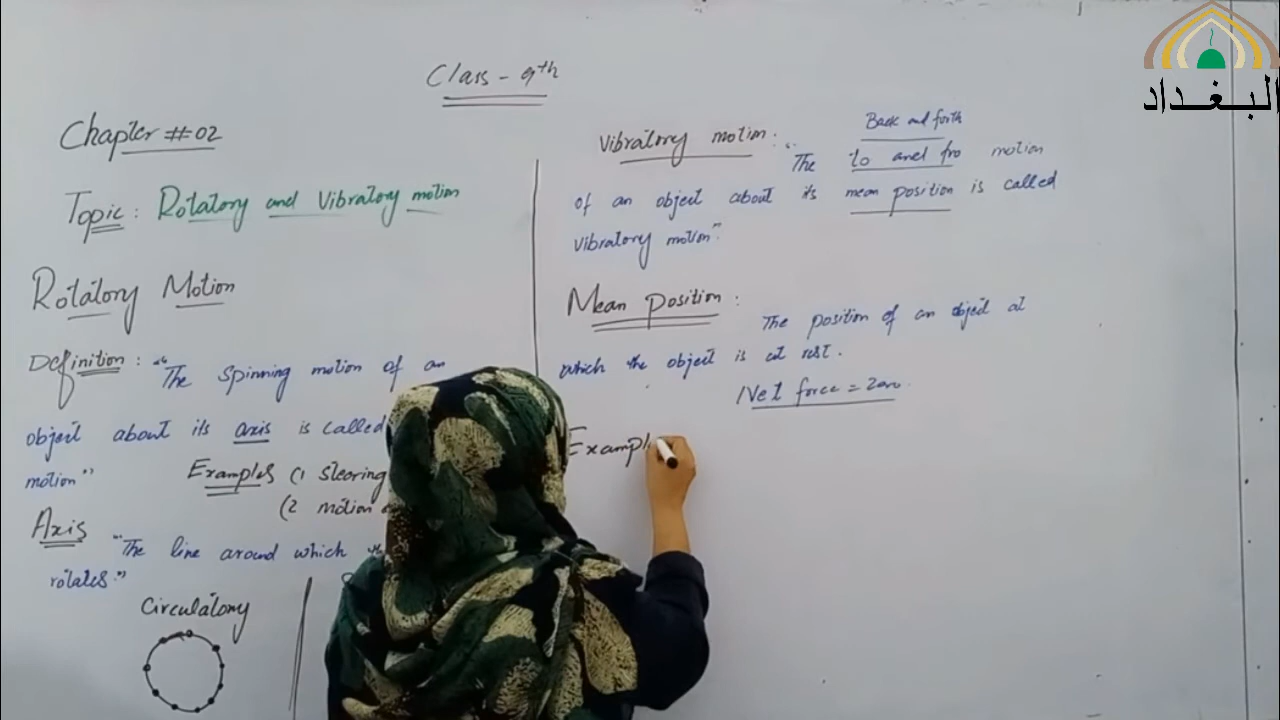 Class - 9th
Chapter # 02
Topic: Rotatory and Vibratory motion
Rotatory Motion
Definition: "The spinning motion of an
object about its axis is called
motion"
Examples (1 stearing
(2 motion
Axis
"The line around which
rotates."
Circulatory
Vibratory motion:
Back and forth
"The to and fro motion
of an object about its mean position is called
vibratory motion".
Mean position:
The position of an object at
which the object is at rest.
Net force = Zero.
Exampl
البغداد